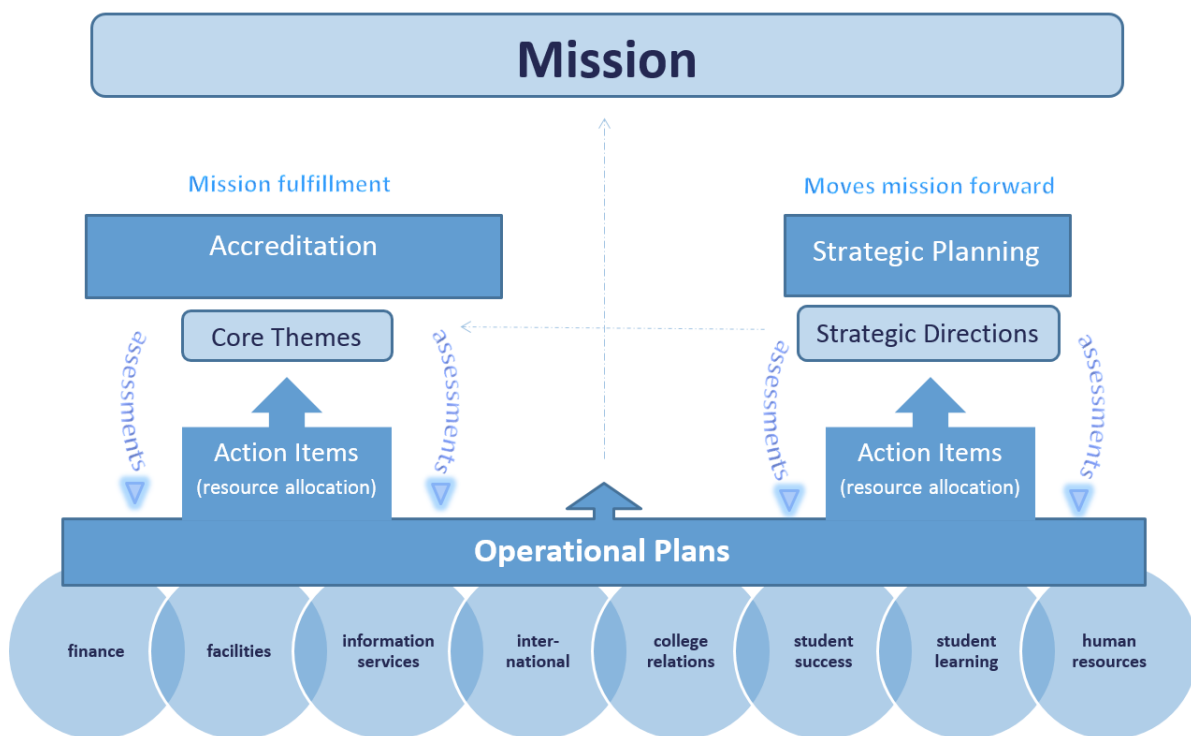 Mission
Mission fulfillment
Moves mission forward
Accreditation
Strategic Planning
Core Themes
Strategic Directions
assessments
assessments
assessments
assessments
Action Items
(resource allocation)
Action Items
(resource allocation)
Operational Plans
finance
facilities
information
services
inter-
national
college
relations
student
success
student
learning
human
resources